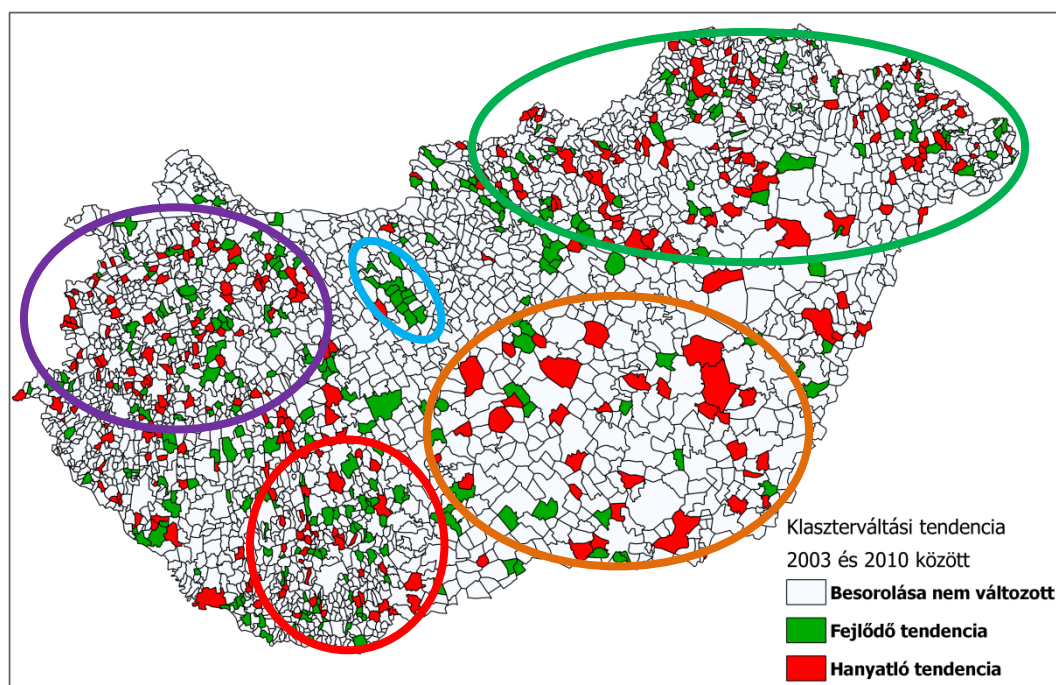 Klaszterváltási tendencia
2003 és 2010 között
Besorolása nem változott
Fejlődő tendencia
Hanyatló tendencia